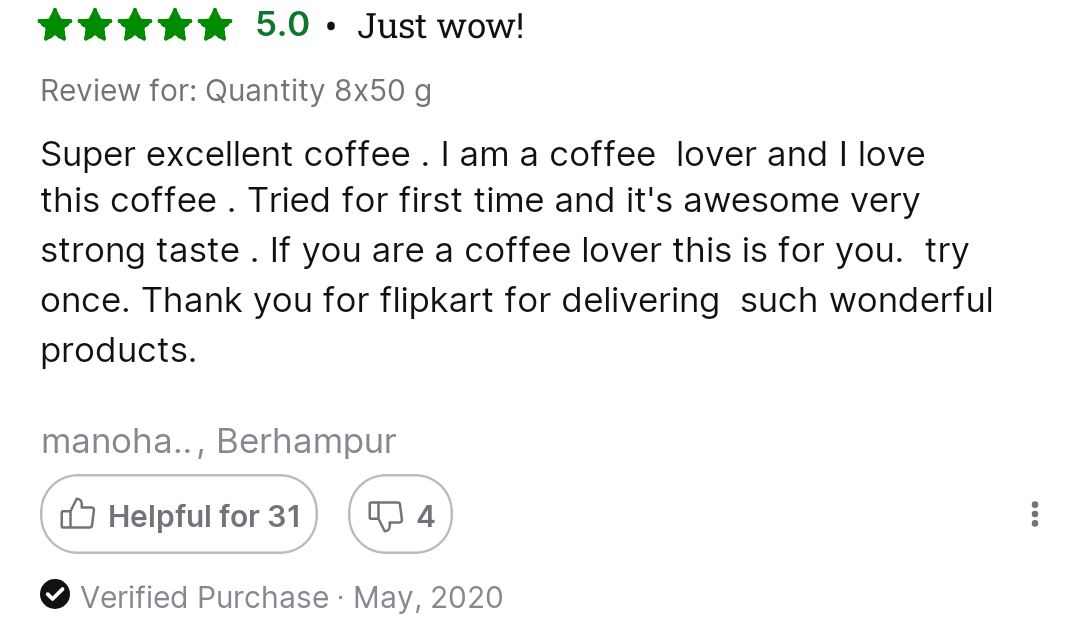 5.0 • Just wow!
Review for: Quantity 8x50 g
Super excellent coffee . I am a coffee  lover and I love
this coffee . Tried for first time and it's awesome very
strong taste . If you are a coffee lover this is for you.  try
once. Thank you for flipkart for delivering  such wonderful
products.
manoha.., Berhampur
Helpful for 31 4
Verified Purchase · May, 2020